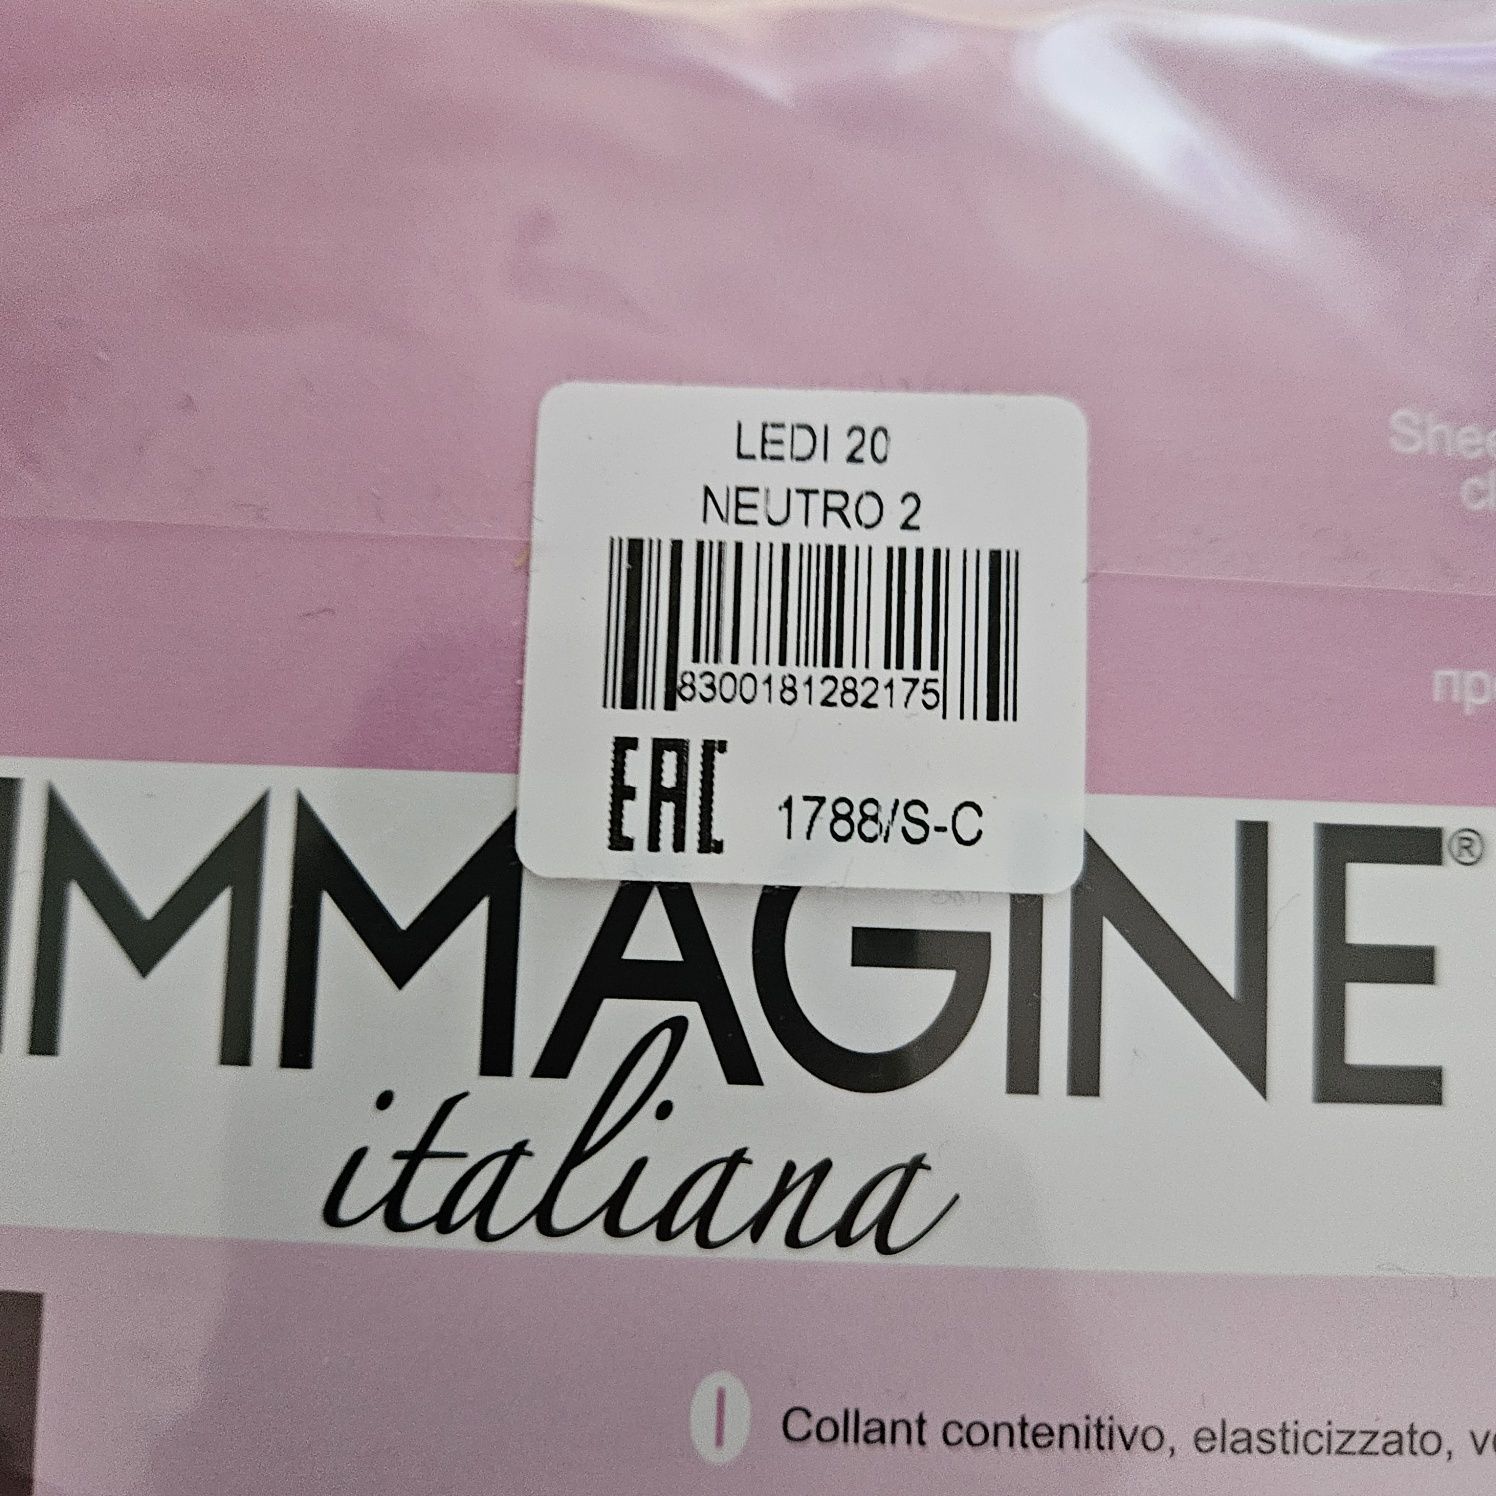 LEDI 20
NEUTRO 2
8300181282175
EAC 1788/S-C
IMMAGINE®
italiana
I Collant contenitivo, elasticizzato,